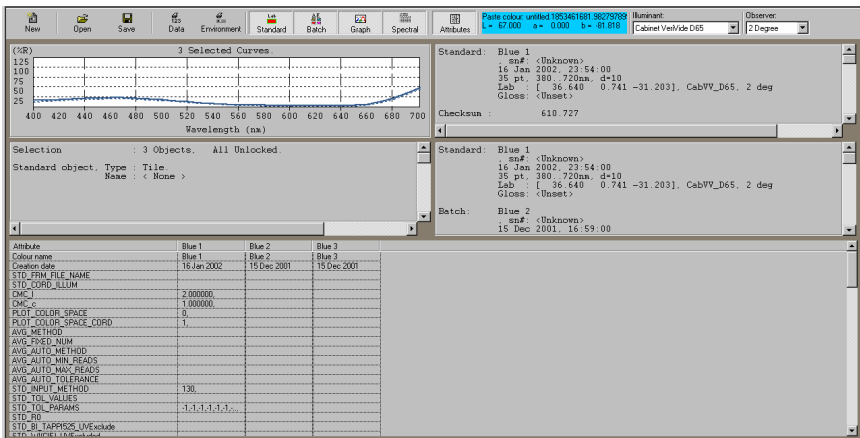 New Open Save Data Environment Standard Batch Graph Spectral Attributes
Paste colour: untitled.1853461681.98279789
L = 67.000 a = 0.000 b = -81.818
Illuminant:
Cabinet VeriVide D65
Observer:
2 Degree
(%R) 3 Selected Curves.
125
100
75
50
25
400 420 440 460 480 500 520 540 560 580 600 620 640 660 680 700
Wavelength (nm)
Standard: Blue 1
, sn#: <Unknown>
16 Jan 2002, 23:54:00
35 pt, 380..720nm, d=10
Lab : [ 36.640 0.741 -31.203], CabVV_D65, 2 deg
Gloss: <Unset>
Checksum : 610.727
Selection : 3 Objects, All Unlocked.
Standard object, Type : Tile.
Name : < None >
Standard: Blue 1
, sn#: <Unknown>
16 Jan 2002, 23:54:00
35 pt, 380..720nm, d=10
Lab : [ 36.640 0.741 -31.203], CabVV_D65, 2 deg
Gloss: <Unset>
Batch: Blue 2
, sn#: <Unknown>
15 Dec 2001, 16:59:00
Attribute Blue 1 Blue 2 Blue 3
Colour name Blue 1 Blue 2 Blue 3
Creation date 16 Jan 2002 15 Dec 2001 15 Dec 2001
STD_FRM_FILE_NAME
STD_CORD_ILLUM
CMC_l 2.000000,
CMC_c 1.000000,
PLOT_COLOR_SPACE 0,
PLOT_COLOR_SPACE_CORD 1,
AVG_METHOD
AVG_FIXED_NUM
AVG_AUTO_METHOD
AVG_AUTO_MIN_READS
AVG_AUTO_MAX_READS
AVG_AUTO_TOLERANCE
STD_INPUT_METHOD 130,
STD_TOL_VALUES
STD_TOL_PARAMS -1,-1,-1,-1,-1,-1,-...
STD_R0
STD_BI_TAPPI525_UVExclude